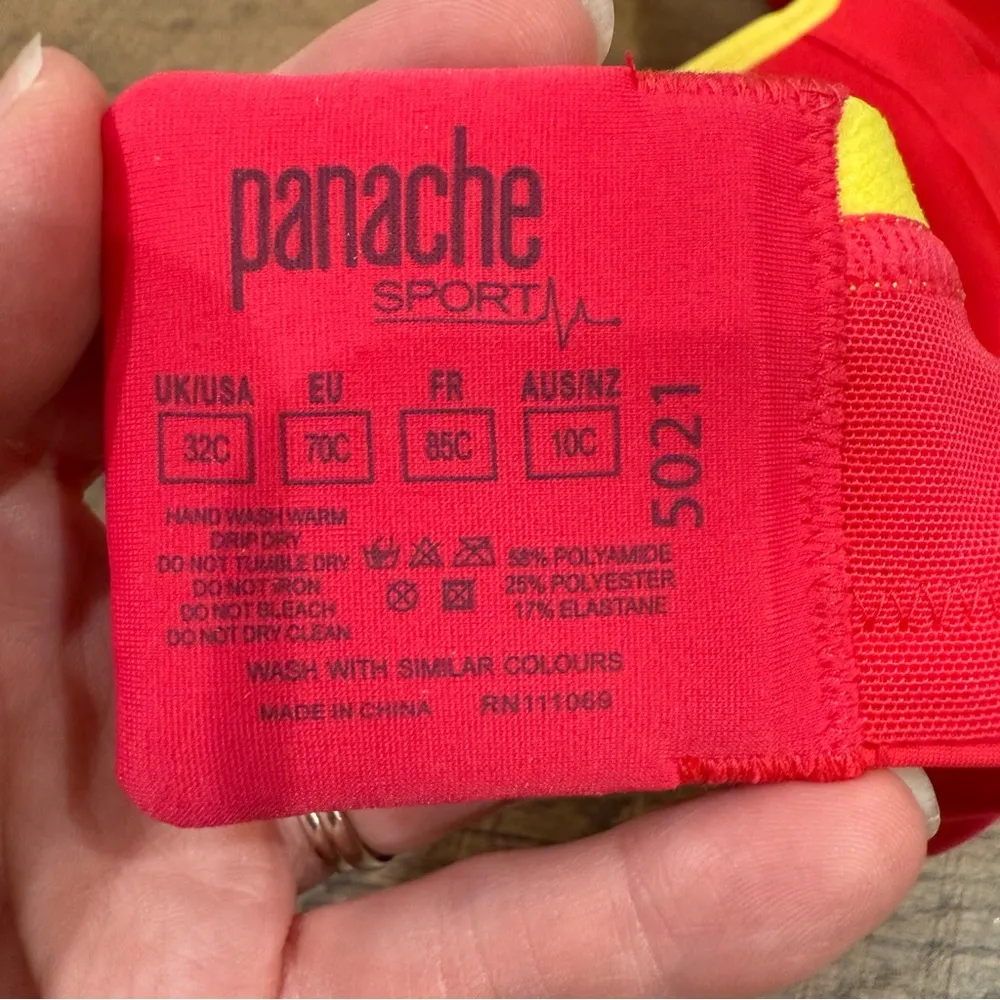 panache
SPORT
UK/USA EU FR AUS/NZ
32C 70C 85C 10C
5021
HAND WASH WARM
DRIP DRY
DO NOT TUMBLE DRY
DO NOT IRON
DO NOT BLEACH
DO NOT DRY CLEAN
58% POLYAMIDE
25% POLYESTER
17% ELASTANE
WASH WITH SIMILAR COLOURS
MADE IN CHINA RN111069